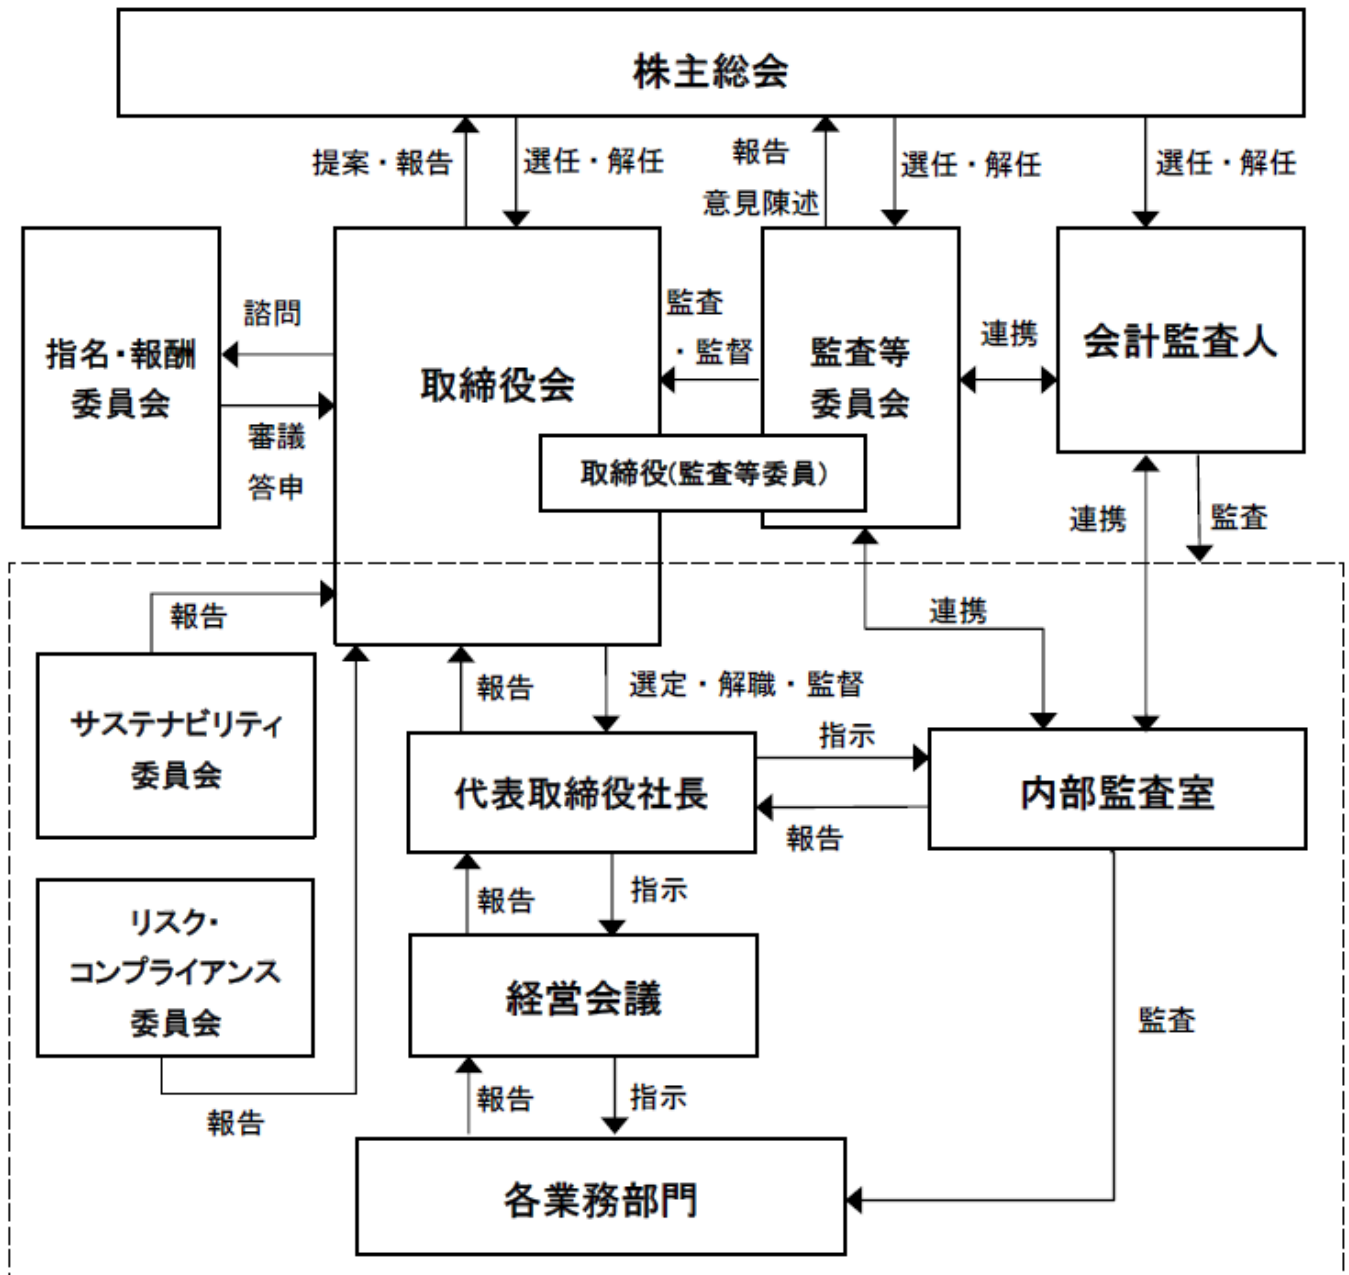 株主総会
提案・報告
選任・解任
報告
意見陳述
選任・解任
選任・解任
指名・報酬
委員会
諮問
審議
答申
取締役会
監査
・監督
監査等
委員会
連携
会計監査人
取締役(監査等委員)
連携
監査
報告
連携
サステナビリティ
委員会
報告
選定・解職・監督
代表取締役社長
指示
報告
内部監査室
リスク・
コンプライアンス
委員会
報告
報告
指示
経営会議
監査
報告
指示
各業務部門